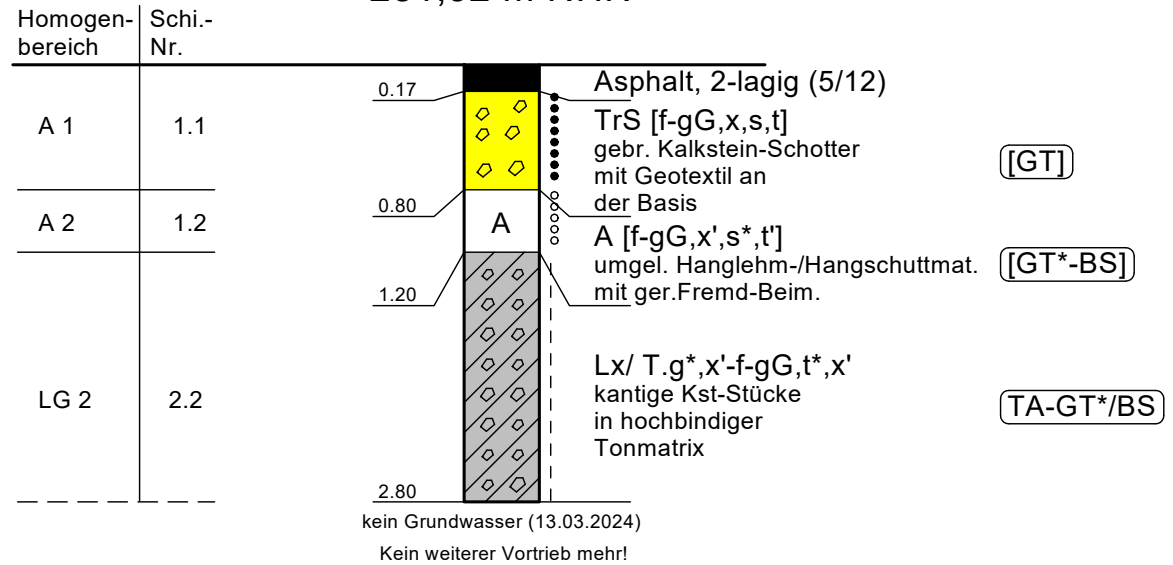 Homogen- Schi.-
bereich Nr.
0.17 Asphalt, 2-lagig (5/12)
A 1 1.1 TrS [f-gG,x,s,t]
gebr. Kalkstein-Schotter
mit Geotextil an [GT]
der Basis
0.80
A 2 1.2 A A [f-gG,x',s*,t']
umgel. Hanglehm-/Hangschuttmat. [GT*-BS]
mit ger.Fremd-Beim.
1.20
Lx/ T.g*,x'-f-gG,t*,x'
kantige Kst-Stücke
LG 2 2.2 in hochbindiger TA-GT*/BS
Tonmatrix
2.80
kein Grundwasser (13.03.2024)
Kein weiterer Vortrieb mehr!